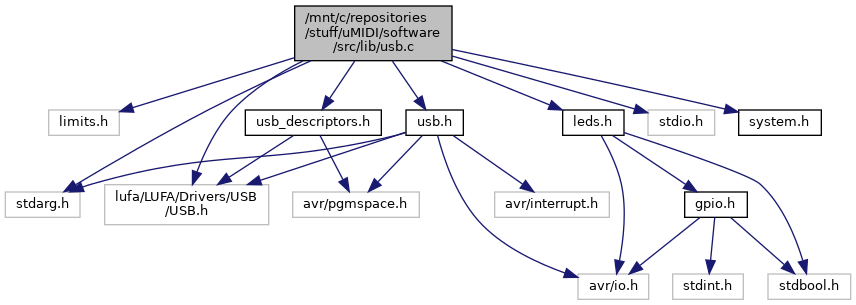 /mnt/c/repositories
/stuff/uMIDI/software
/src/lib/usb.c
limits.h
usb_descriptors.h
usb.h
leds.h
stdio.h
system.h
stdarg.h
lufa/LUFA/Drivers/USB
/USB.h
avr/pgmspace.h
avr/interrupt.h
gpio.h
avr/io.h
stdint.h
stdbool.h